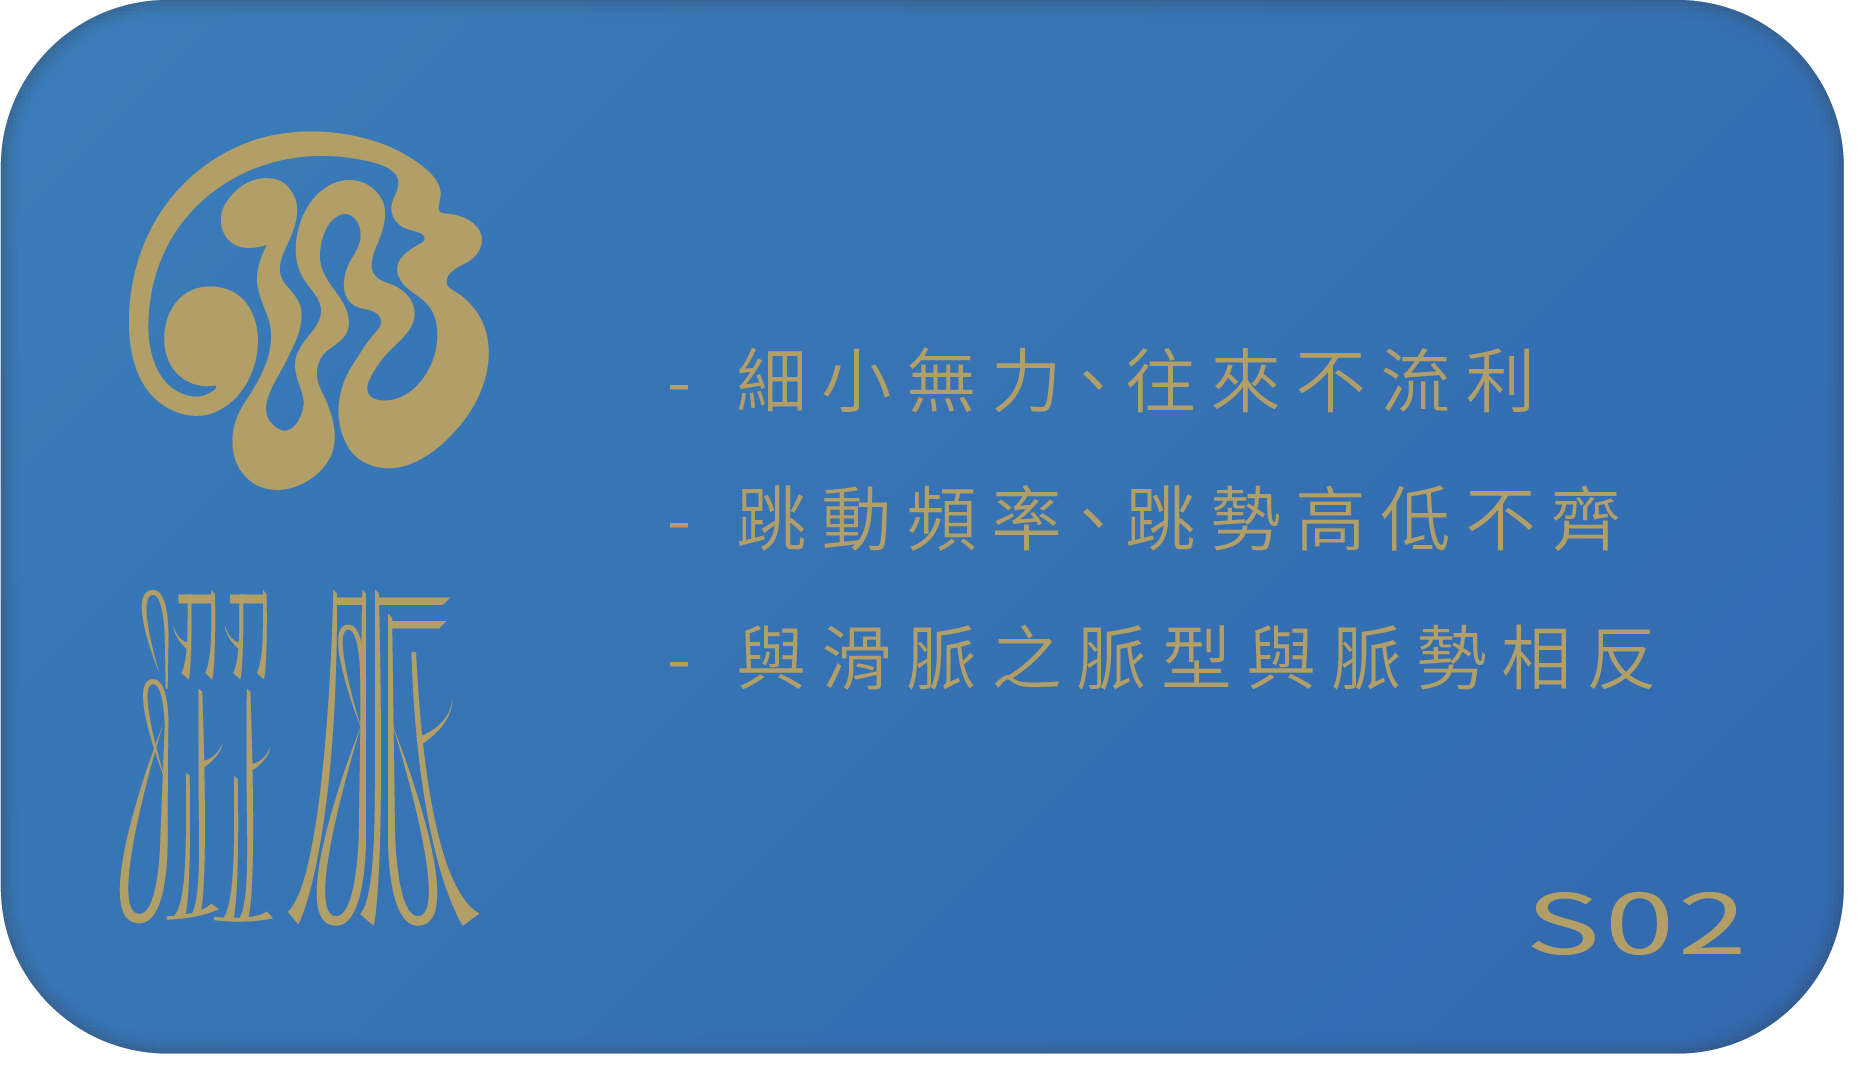 澀脈
- 細小無力、往來不流利
- 跳動頻率、跳勢高低不齊
- 與滑脈之脈型與脈勢相反
S02